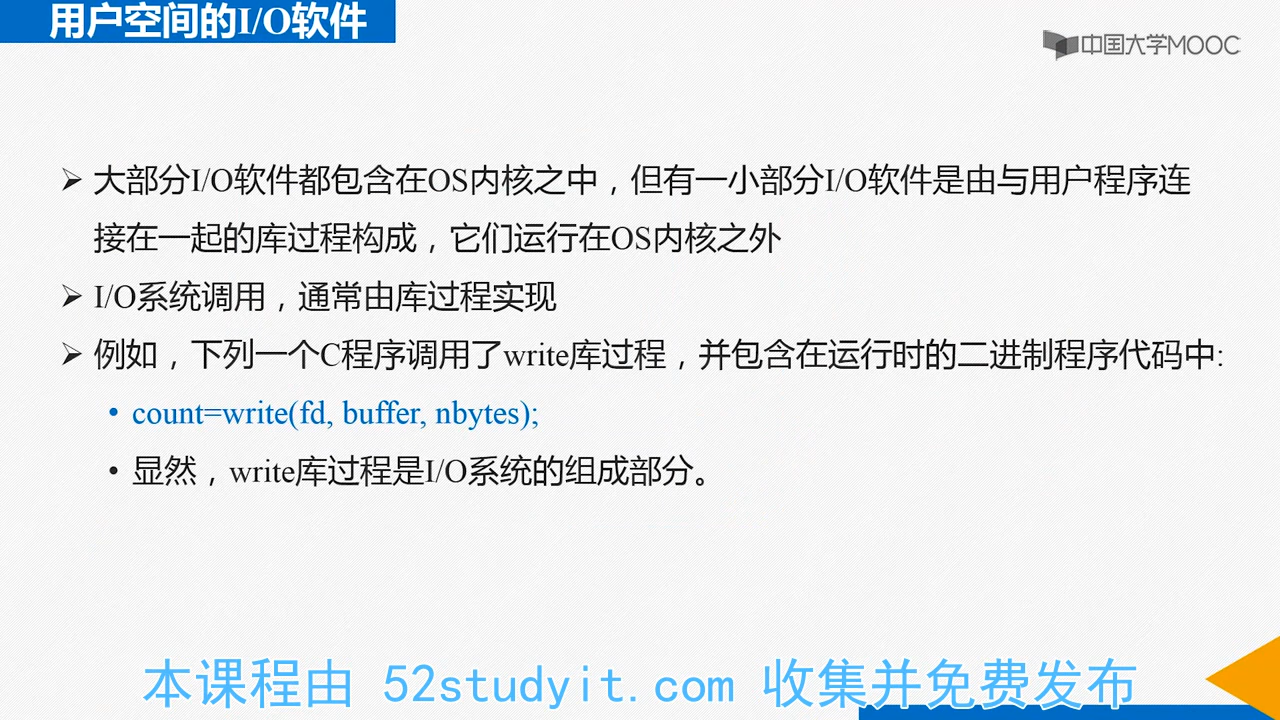 用户空间的I/O软件
中国大学MOOC
➢ 大部分I/O软件都包含在OS内核之中，但有一小部分I/O软件是由与用户程序连
接在一起的库过程构成，它们运行在OS内核之外
➢ I/O系统调用，通常由库过程实现
➢ 例如，下列一个C程序调用了write库过程，并包含在运行时的二进制程序代码中:
• count=write(fd, buffer, nbytes);
• 显然，write库过程是I/O系统的组成部分。
本课程由 52studyit.com 收集并免费发布